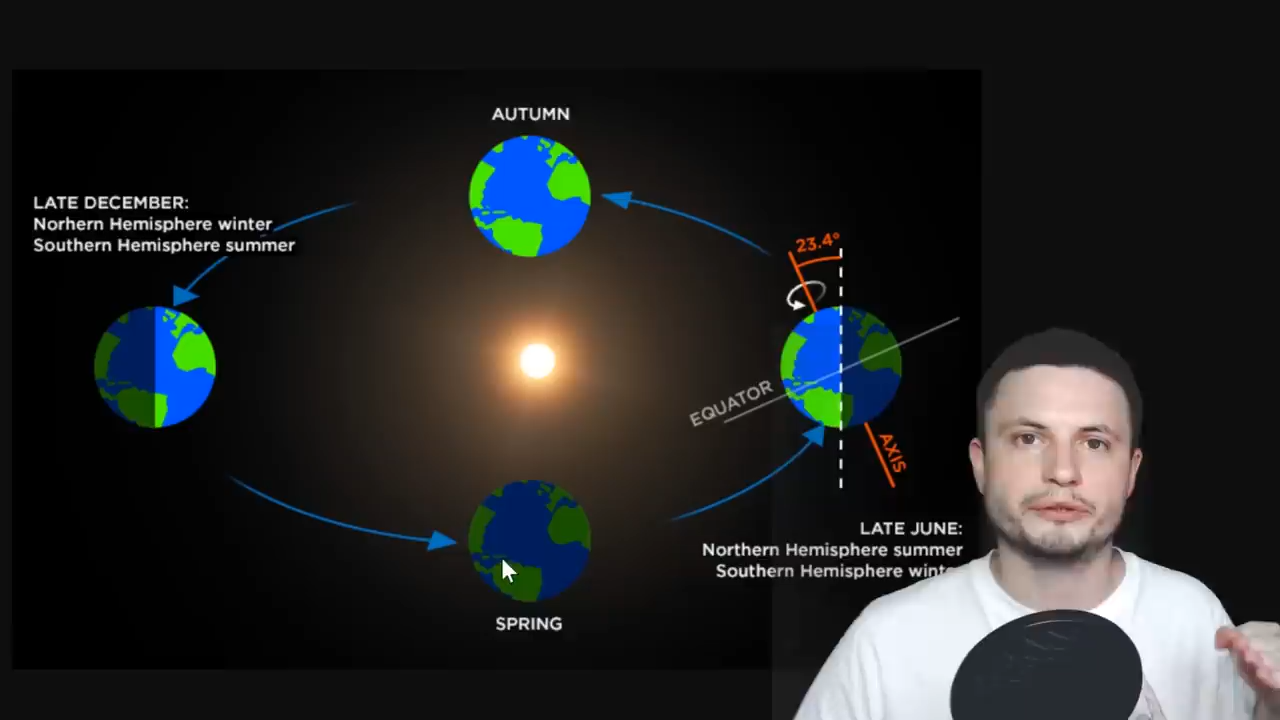 AUTUMN
LATE DECEMBER:
Norhern Hemisphere winter
Southern Hemisphere summer
23.4°
EQUATOR
AXIS
LATE JUNE:
Northern Hemisphere summer
Southern Hemisphere winte
SPRING